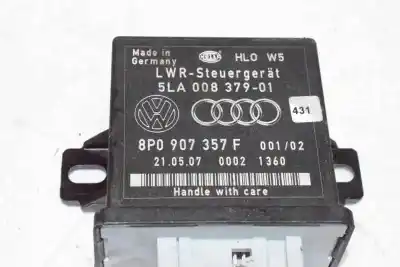 Made in
Germany
HELLA
HLO W5
LWR-Steuergerät
5LA 008 379-01
431
8P0 907 357 F
001/02
21.05.07 0002 1360
Handle with care